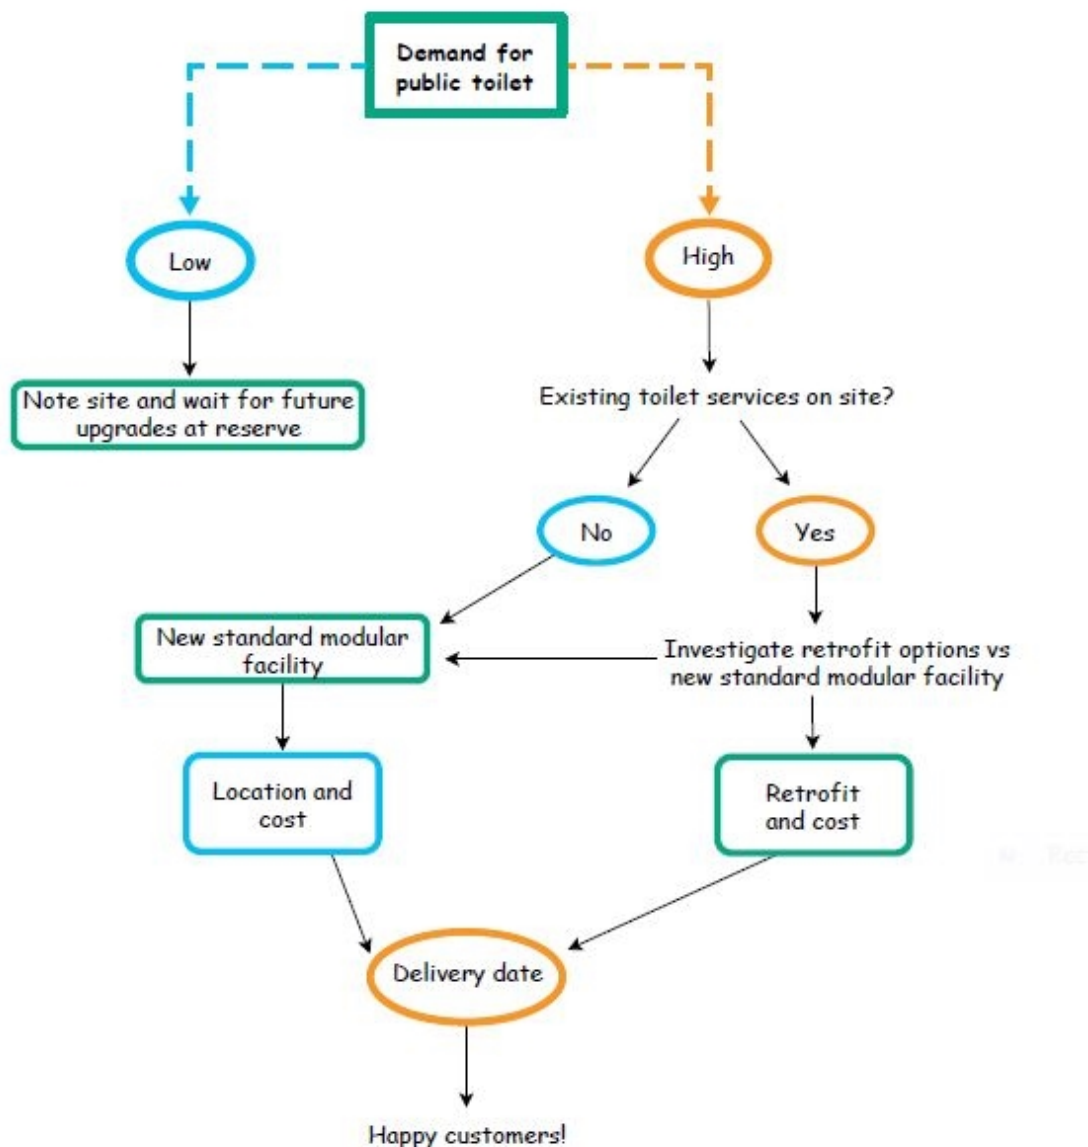 Demand for
public toilet
Low
High
Note site and wait for future
upgrades at reserve
Existing toilet services on site?
No
Yes
New standard modular
facility
Investigate retrofit options vs
new standard modular facility
Location and
cost
Retrofit
and cost
Delivery date
Happy customers!